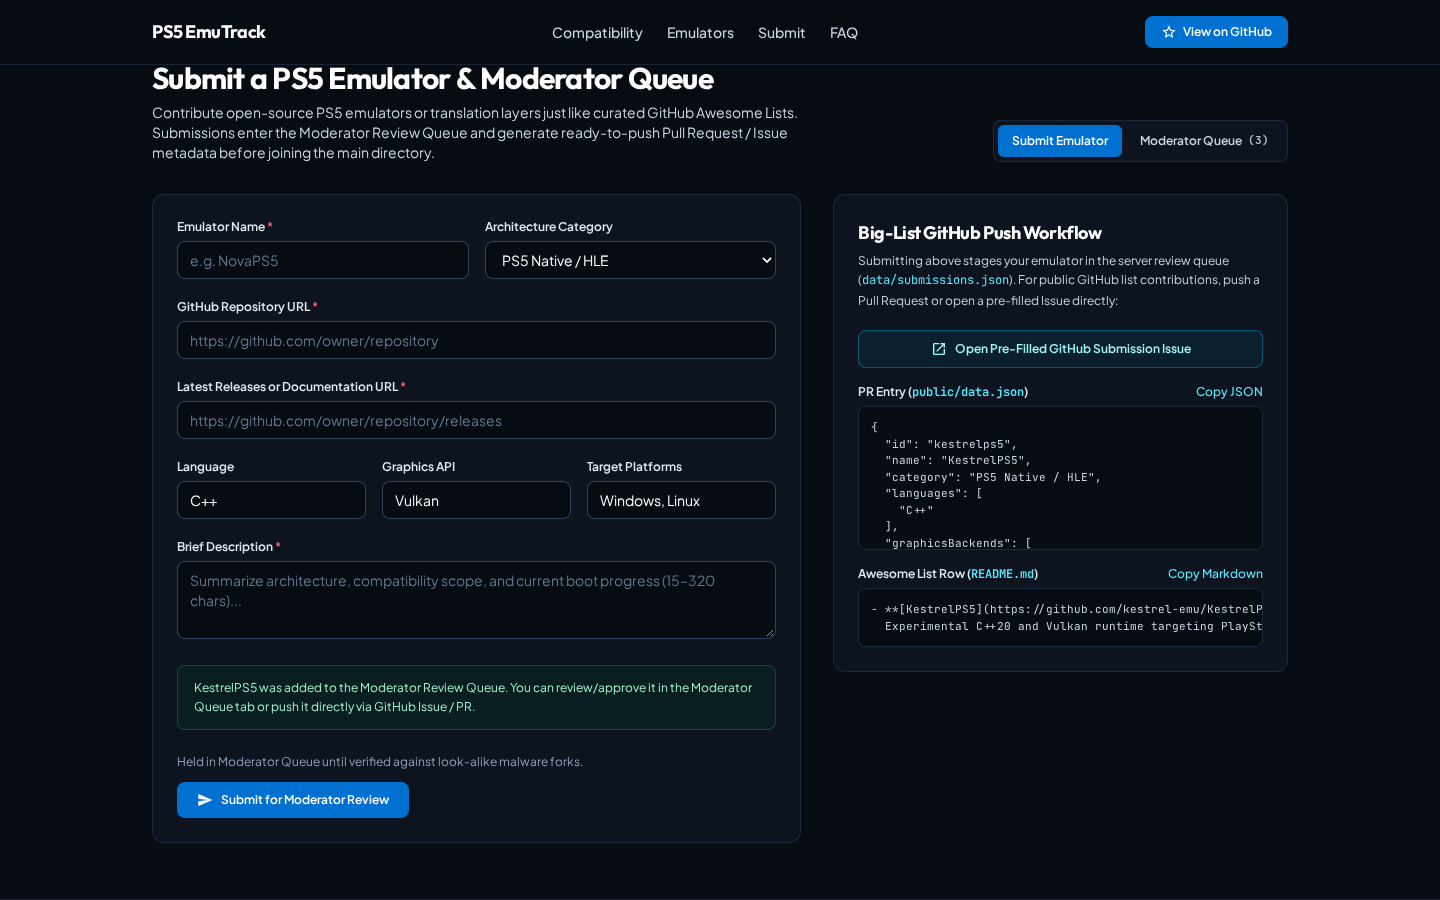 PS5 EmuTrack
Compatibility
Emulators
Submit
FAQ
View on GitHub
Submit a PS5 Emulator & Moderator Queue
Contribute open-source PS5 emulators or translation layers just like curated GitHub Awesome Lists.
Submissions enter the Moderator Review Queue and generate ready-to-push Pull Request / Issue
metadata before joining the main directory.
Submit Emulator
Moderator Queue (3)
Emulator Name *
e.g. NovaPS5
Architecture Category
PS5 Native / HLE
GitHub Repository URL *
https://github.com/owner/repository
Latest Releases or Documentation URL *
https://github.com/owner/repository/releases
Language
C++
Graphics API
Vulkan
Target Platforms
Windows, Linux
Brief Description *
Summarize architecture, compatibility scope, and current boot progress (15–320
chars)...
KestrelPS5 was added to the Moderator Review Queue. You can review/approve it in the Moderator
Queue tab or push it directly via GitHub Issue / PR.
Held in Moderator Queue until verified against look-alike malware forks.
Submit for Moderator Review
Big-List GitHub Push Workflow
Submitting above stages your emulator in the server review queue
(data/submissions.json). For public GitHub list contributions, push a
Pull Request or open a pre-filled Issue directly:
Open Pre-Filled GitHub Submission Issue
PR Entry (public/data.json)
Copy JSON
{
"id": "kestrelps5",
"name": "KestrelPS5",
"category": "PS5 Native / HLE",
"languages": [
"C++"
],
"graphicsBackends": [
Awesome List Row (README.md)
Copy Markdown
- **[KestrelPS5](https://github.com/kestrel-emu/KestrelP
Experimental C++20 and Vulkan runtime targeting PlaySt